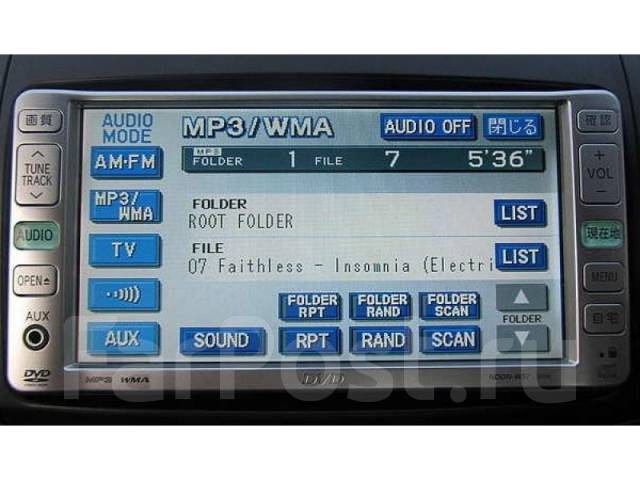 画質
AUDIO MODE
MP3/WMA
AUDIO OFF
閉じる
確認
TUNE TRACK
AM·FM
MP3
FOLDER 1 FILE 7 5'36"
+ VOL -
MP3/WMA
FOLDER
ROOT FOLDER
LIST
AUDIO
TV
FILE
07 Faithless - Insomnia (Electri
LIST
現在地
OPEN
FOLDER RPT
FOLDER RAND
FOLDER SCAN
▲
FOLDER
▼
MENU
AUX
AUX
SOUND
RPT
RAND
SCAN
自宅
DVD
MP3 WMA
DVD
FarPost.ru